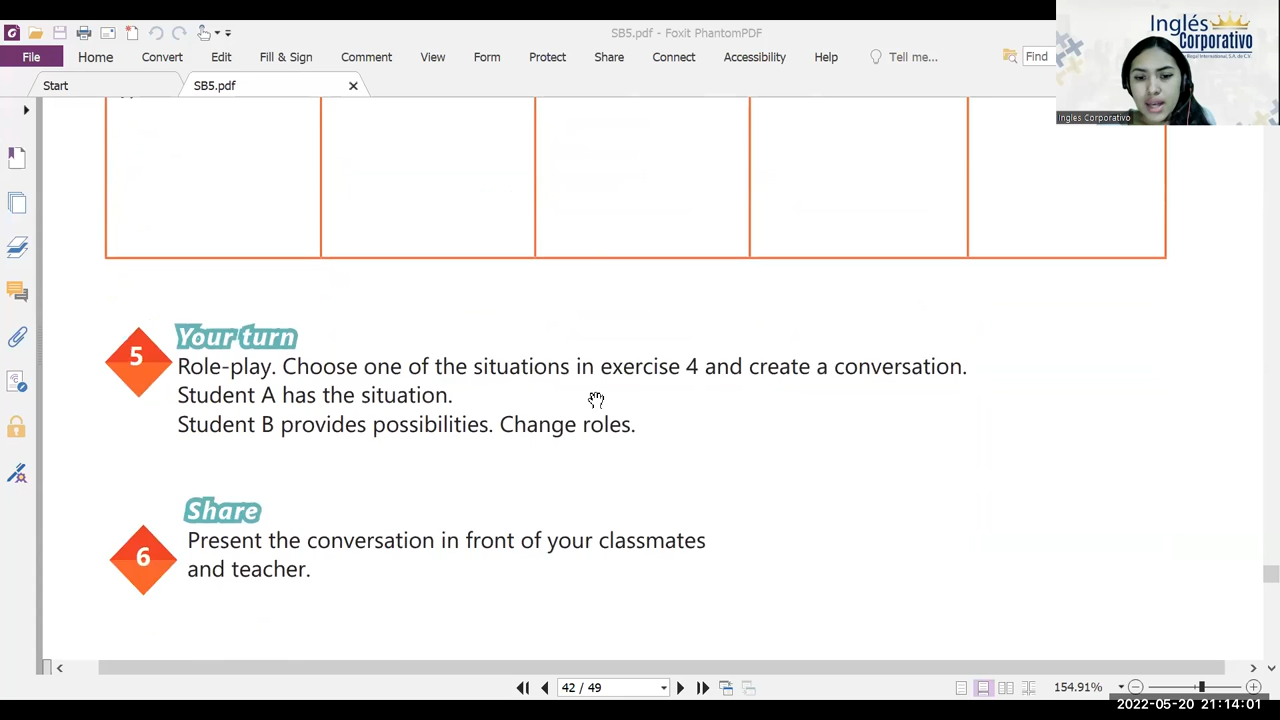 SB5.pdf - Foxit PhantomPDF
File Home Convert Edit Fill & Sign Comment View Form Protect Share Connect Accessibility Help Tell me... Find
Start SB5.pdf
Inglés
Corporativo
Ingles Corporativo
5
Your turn
Role-play. Choose one of the situations in exercise 4 and create a conversation.
Student A has the situation.
Student B provides possibilities. Change roles.
6
Share
Present the conversation in front of your classmates
and teacher.
42 / 49
154.91%
2022-05-20 21:14:01